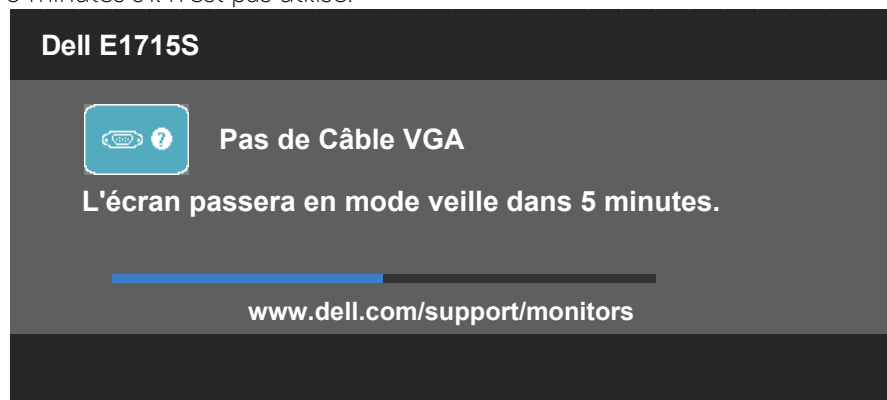 Dell E1715S
Pas de Câble VGA
L'écran passera en mode veille dans 5 minutes.
www.dell.com/support/monitors